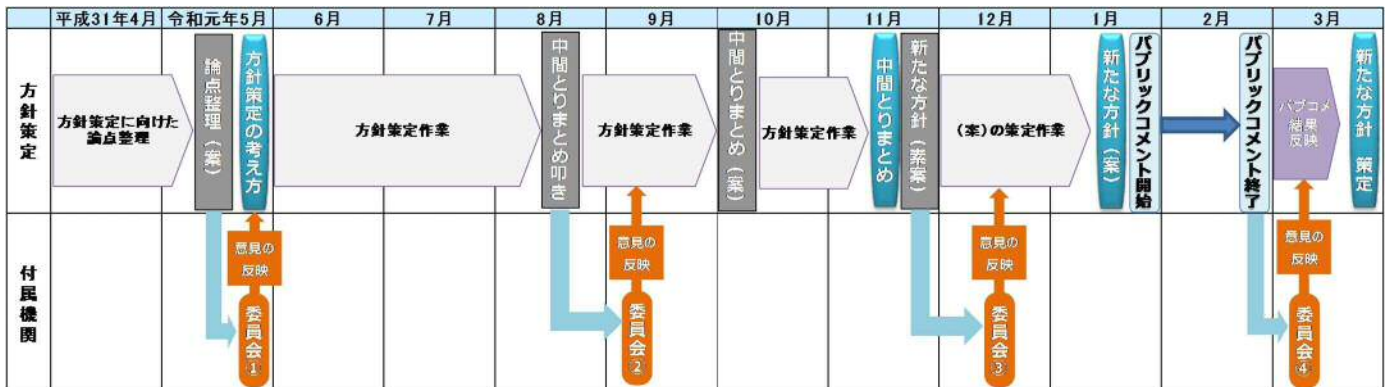 平成31年4月
令和元年5月
6月
7月
8月
9月
10月
11月
12月
1月
2月
3月
方針策定
方針策定に向けた
論点整理
論点整理（案）
方針策定の考え方
方針策定作業
中間とりまとめ叩き
方針策定作業
中間とりまとめ（案）
方針策定作業
中間とりまとめ
新たな方針（素案）
（案）の策定作業
新たな方針（案）
パブリックコメント開始
パブリックコメント終了
パブコメ
結果
反映
新たな方針　策定
付属機関
意見の
反映
委員会①
意見の
反映
委員会②
意見の
反映
委員会③
意見の
反映
委員会④